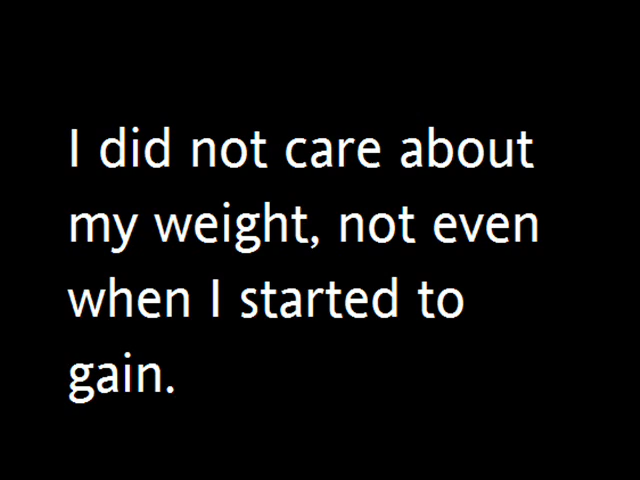 I did not care about
my weight, not even
when I started to
gain.